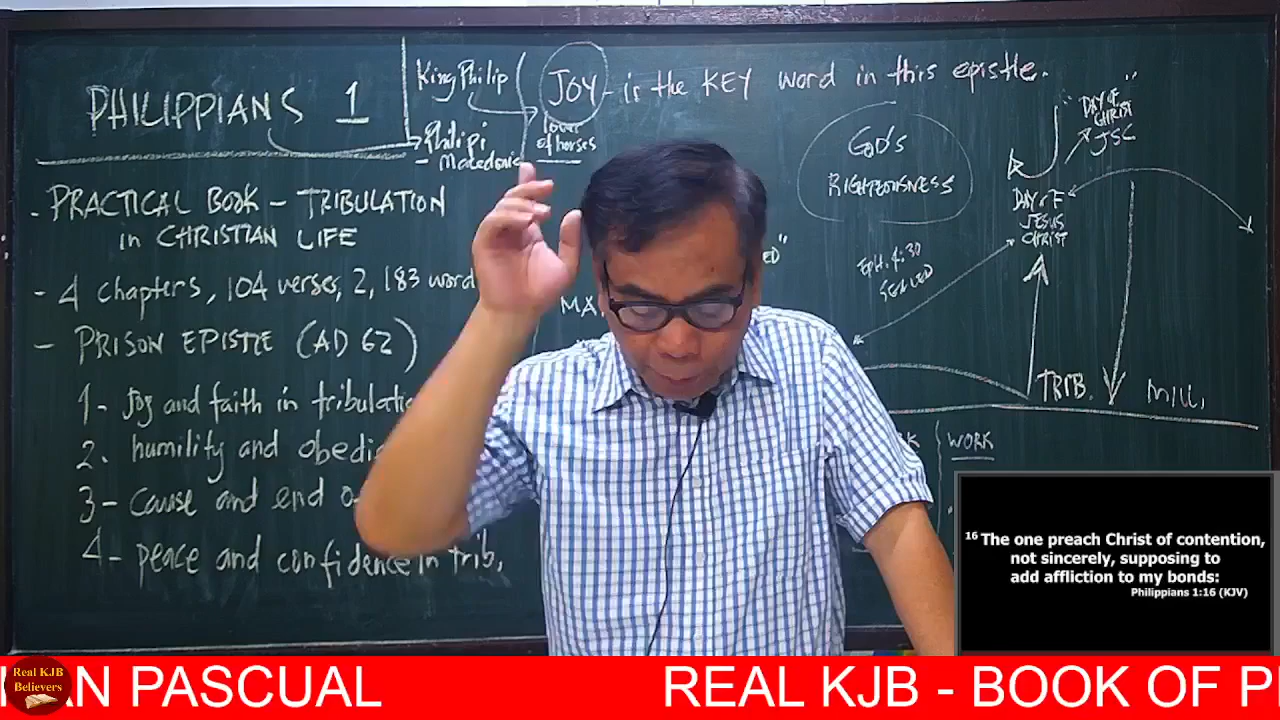 PHILIPPIANS 1
King Philip
Philipi
- Macedonia
JOY - is the KEY word in this epistle.
lover
of horses
- PRACTICAL BOOK - TRIBULATION
in CHRISTIAN LIFE
- 4 chapters, 104 verses, 2,183 word
- PRISON EPISTLE (AD 62)
1- Joy and faith in tribulatio
2. humility and obedie
3- cause and end o
4- peace and confidence in trib.
MA
God's
RIGHTEOUSNESS
"DAY OF
CHRIST"
JSC
DAY OF
JESUS
CHRIST
Eph. 4:30
SEALED
TRIB.
MILL.
WORK
16 The one preach Christ of contention,
not sincerely, supposing to
add affliction to my bonds:
Philippians 1:16 (KJV)
Real KJB
Believers
AN PASCUAL
REAL KJB - BOOK OF P